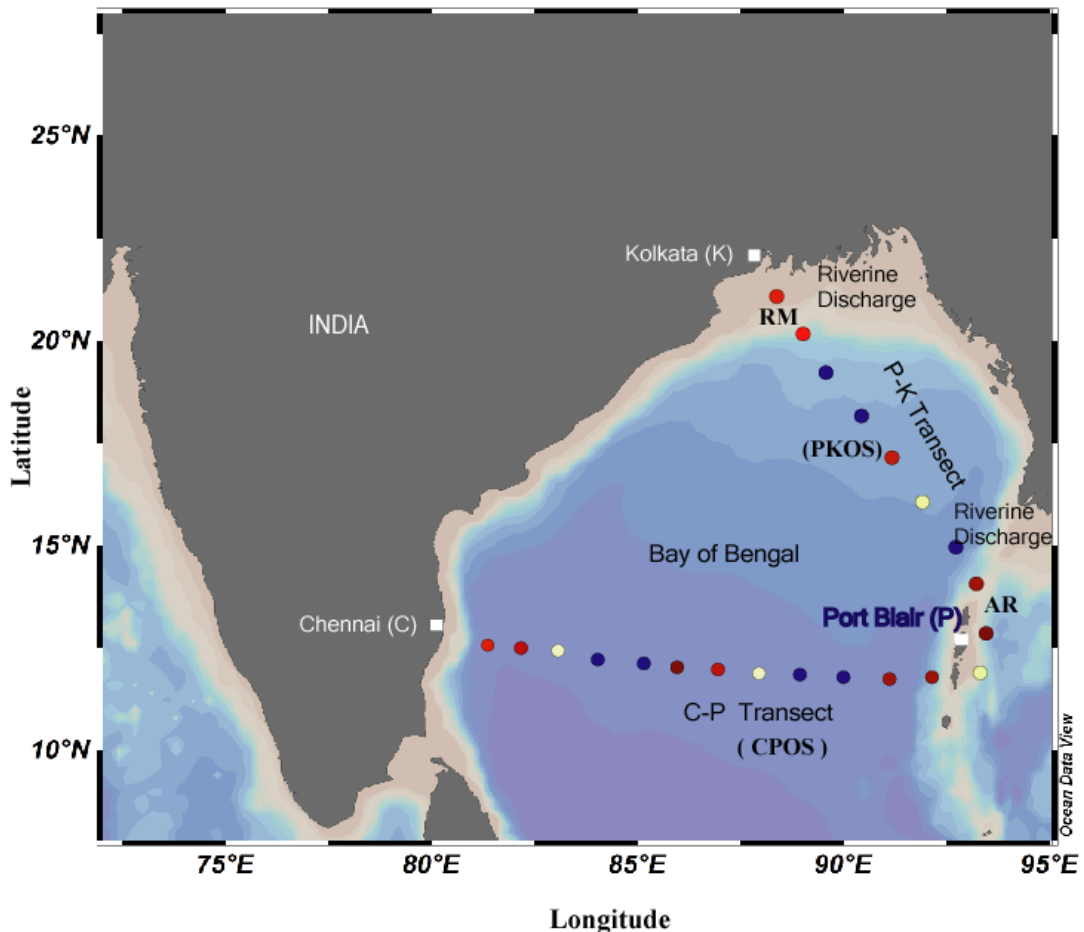 25°N
20°N
15°N
10°N
Latitude
Kolkata (K)
Riverine
Discharge
RM
INDIA
P-K Transect
(PKOS)
Riverine
Discharge
Bay of Bengal
Port Blair (P)
AR
Chennai (C)
C-P Transect
( CPOS )
Ocean Data View
75°E
80°E
85°E
90°E
95°E
Longitude